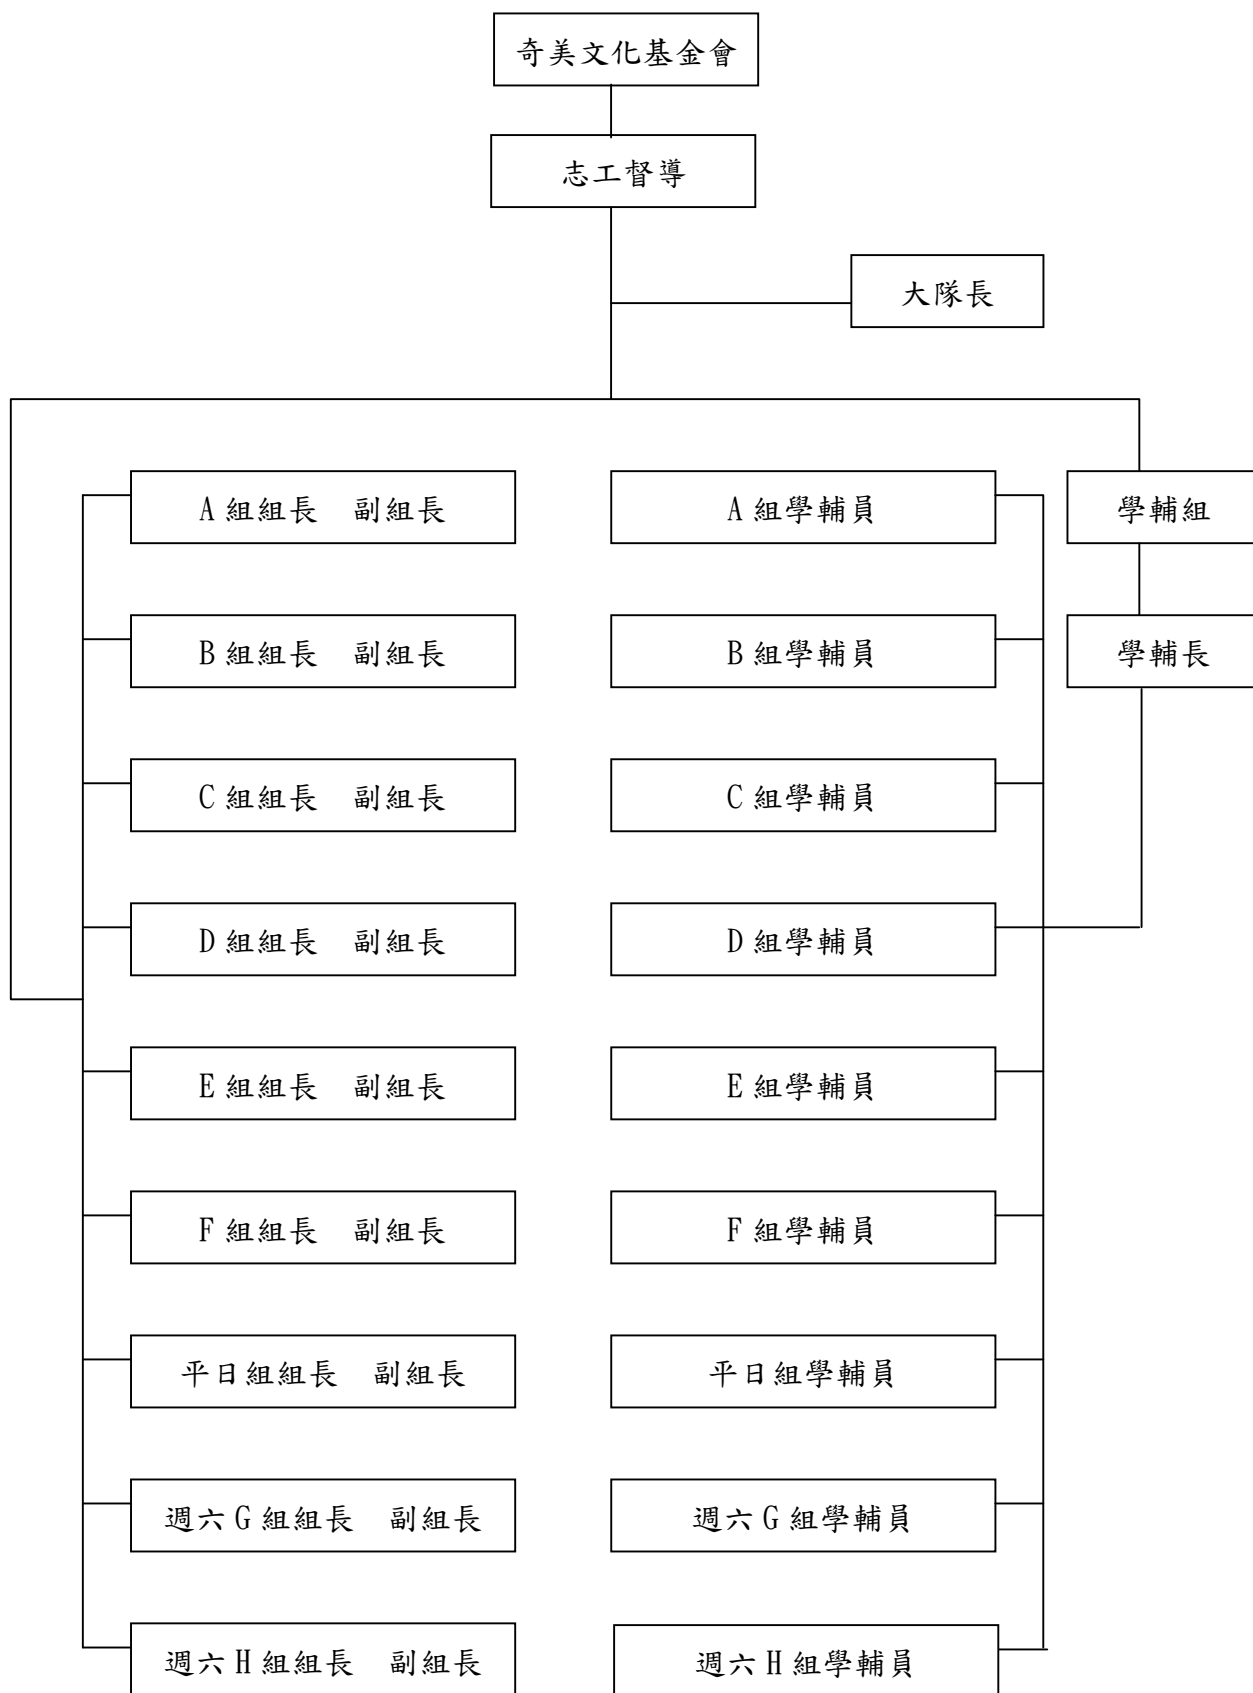 奇美文化基金會
志工督導
大隊長
A組組長 副組長
A組學輔員
學輔組
B組組長 副組長
B組學輔員
學輔長
C組組長 副組長
C組學輔員
D組組長 副組長
D組學輔員
E組組長 副組長
E組學輔員
F組組長 副組長
F組學輔員
平日組組長 副組長
平日組學輔員
週六G組組長 副組長
週六G組學輔員
週六H組組長 副組長
週六H組學輔員